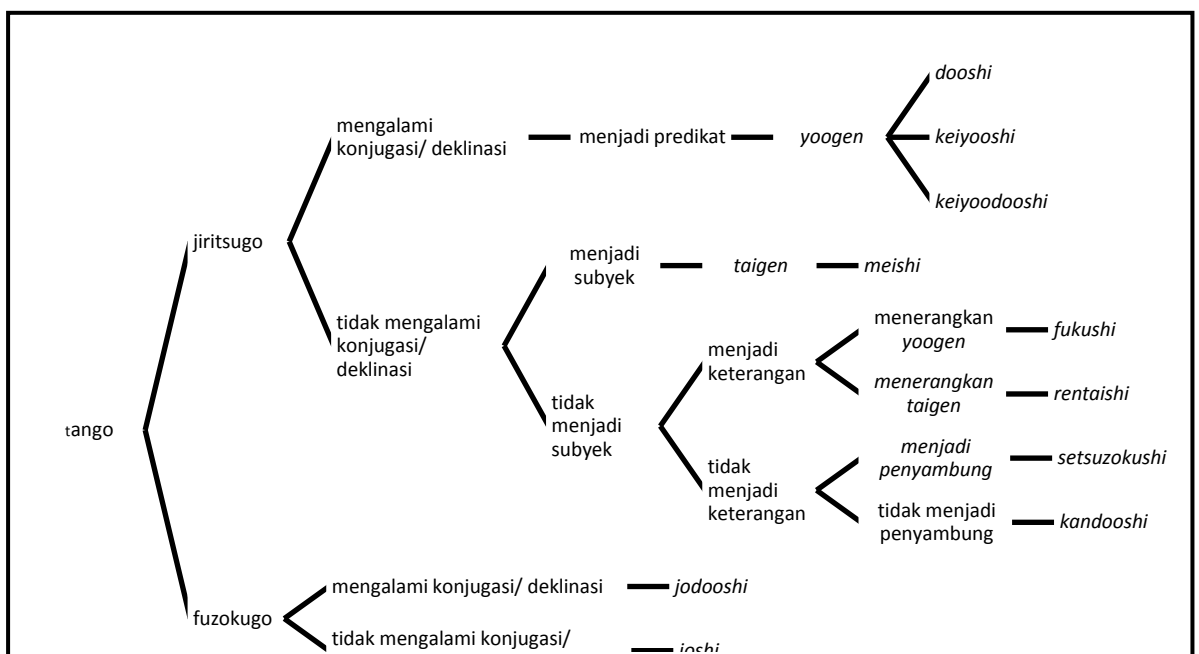 dooshi
mengalami
konjugasi/ deklinasi
menjadi predikat
yoogen
keiyooshi
keiyoodooshi
jiritsugo
menjadi
subyek
taigen
meishi
tidak mengalami
konjugasi/
deklinasi
menerangkan
yoogen
fukushi
menjadi
keterangan
menerangkan
taigen
rentaishi
tidak
menjadi
subyek
tango
menjadi
penyambung
setsuzokushi
tidak
menjadi
keterangan
tidak menjadi
penyambung
kandooshi
mengalami konjugasi/ deklinasi
jodooshi
fuzokugo
tidak mengalami konjugasi/
joshi